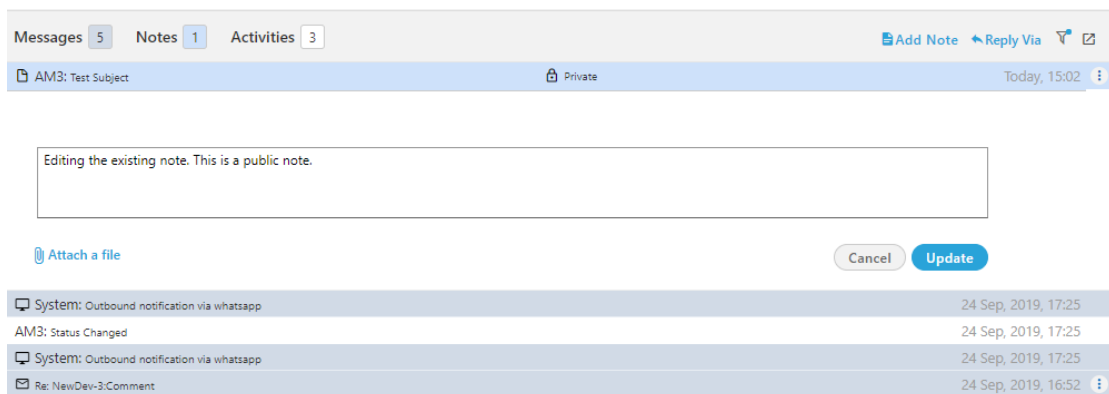 Messages 5 Notes 1 Activities 3 Add Note Reply Via
AM3: Test Subject Private Today, 15:02
Editing the existing note. This is a public note.
Attach a file Cancel Update
System: Outbound notification via whatsapp 24 Sep, 2019, 17:25
AM3: Status Changed 24 Sep, 2019, 17:25
System: Outbound notification via whatsapp 24 Sep, 2019, 17:25
Re: NewDev-3:Comment 24 Sep, 2019, 16:52